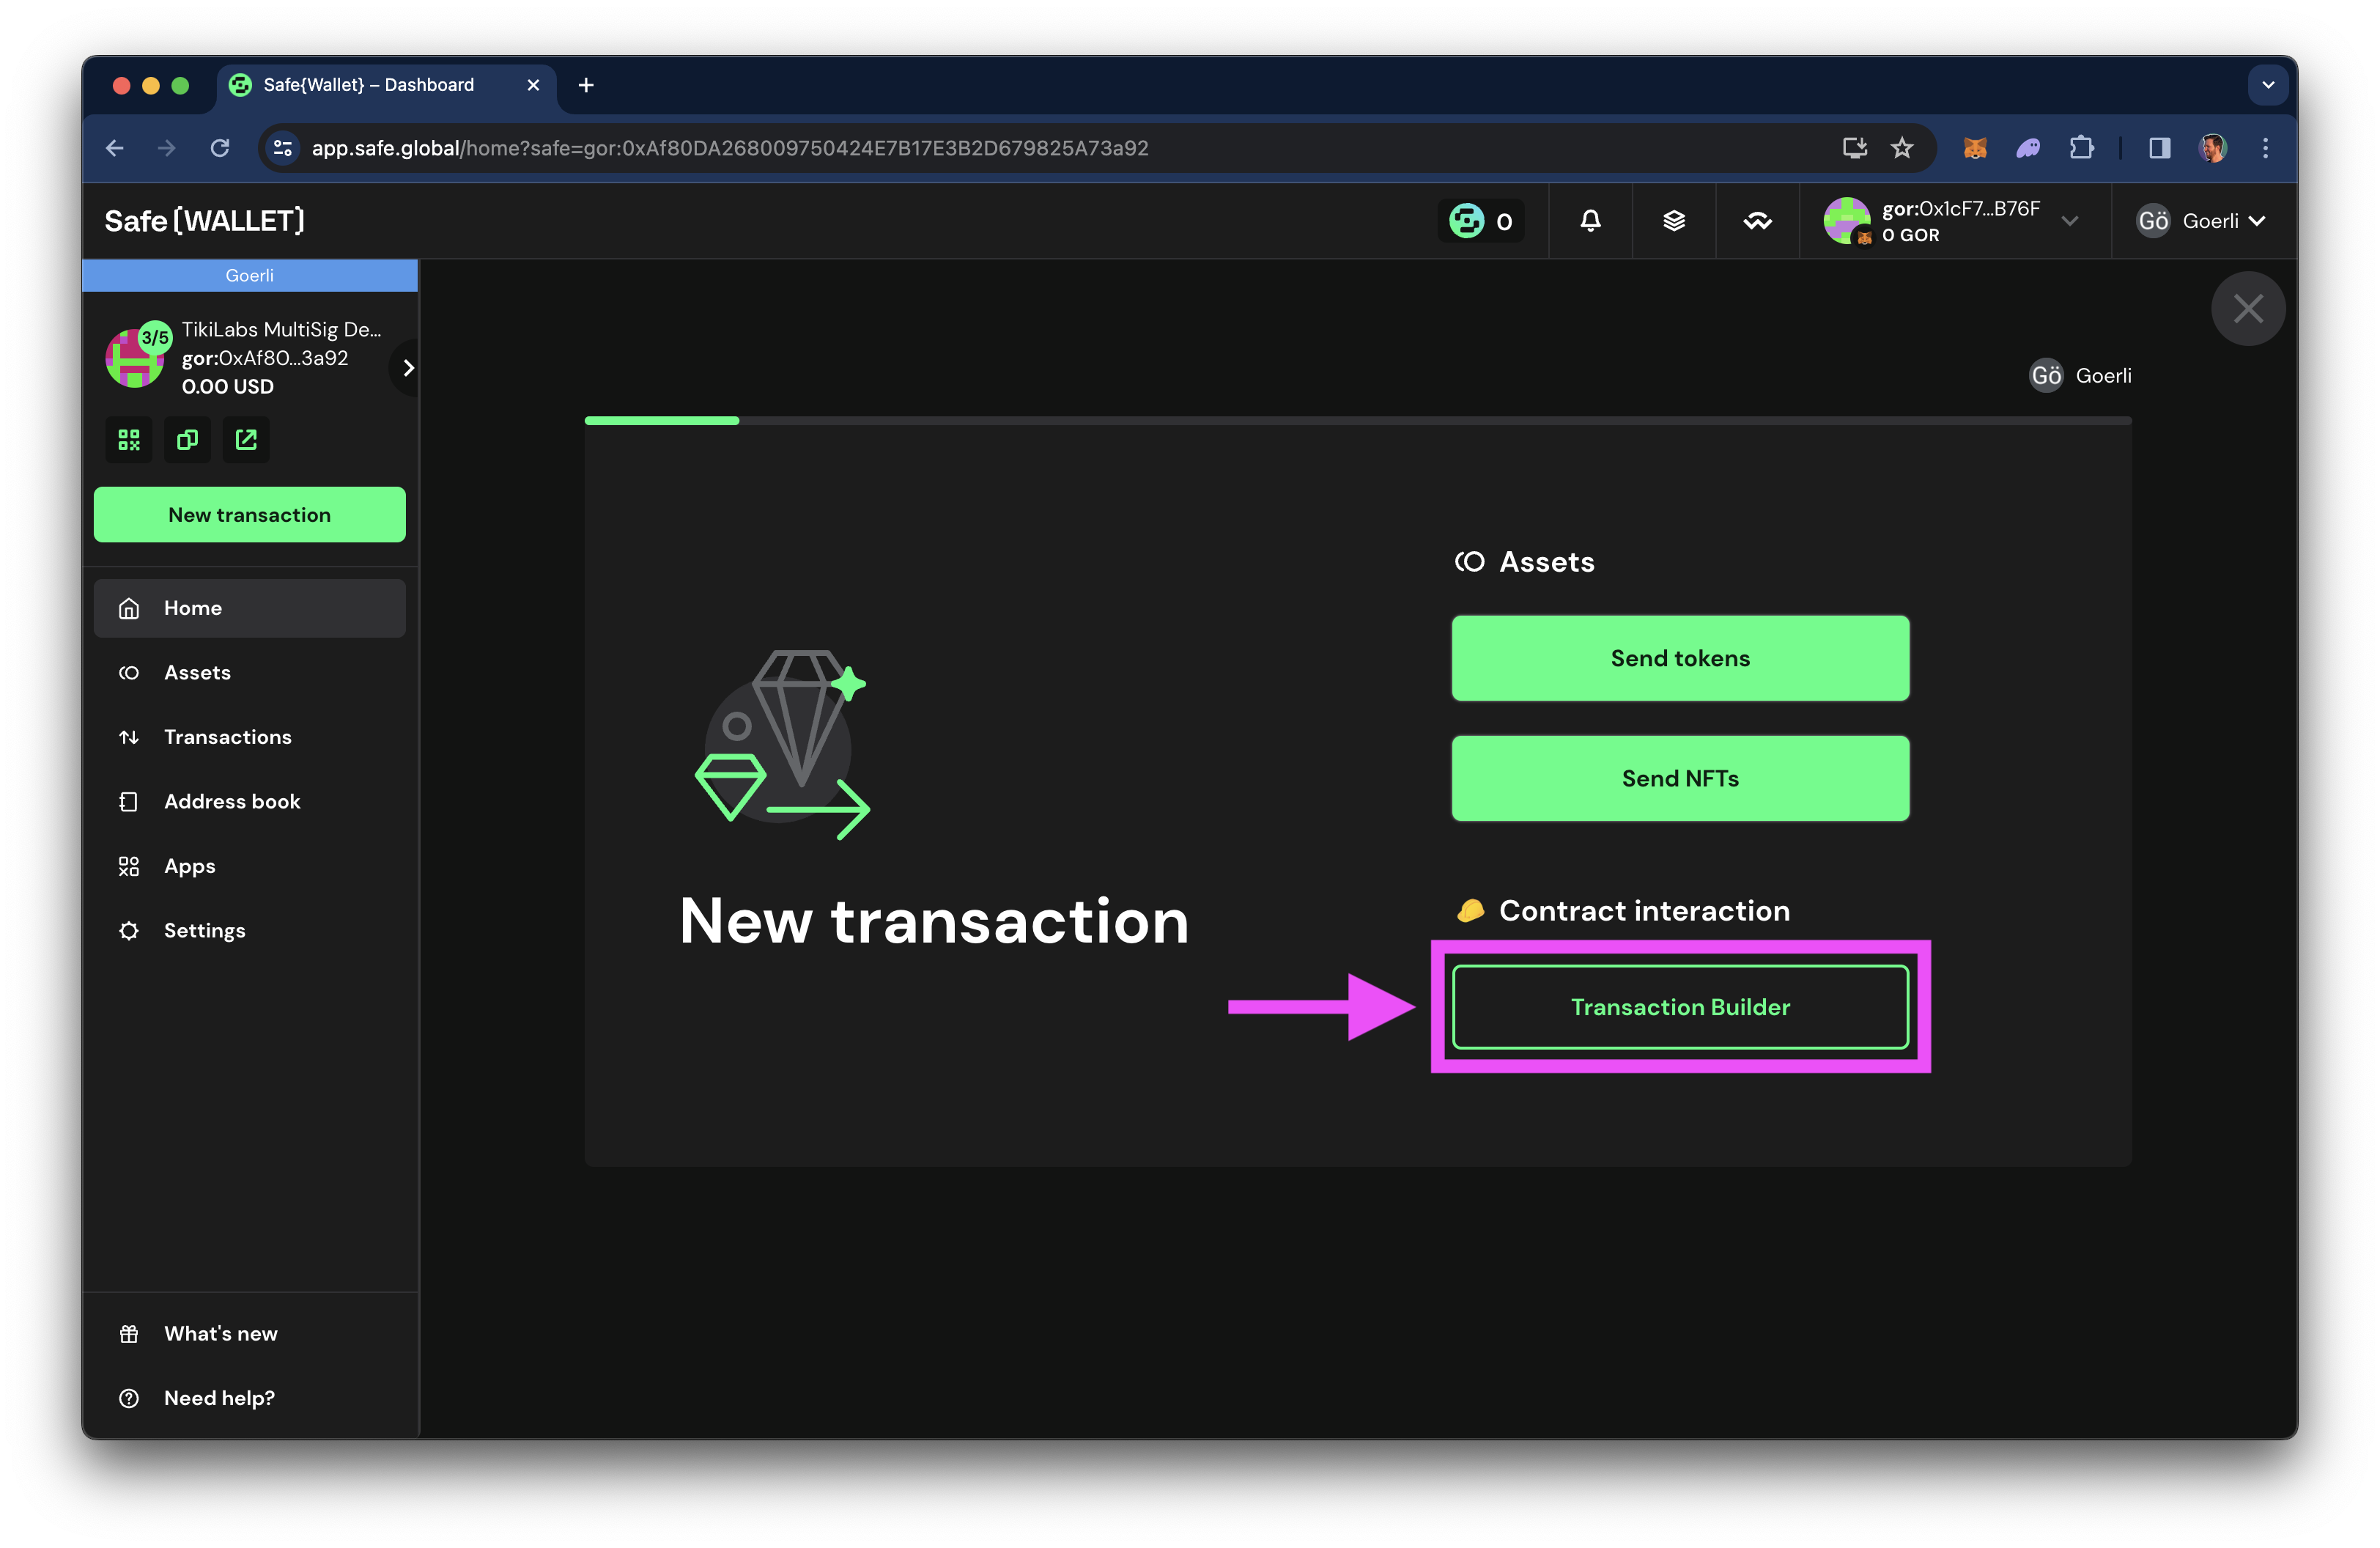 Safe{Wallet} – Dashboard
app.safe.global/home?safe=gor:0xAf80DA268009750424E7B17E3B2D679825A73a92
Safe{WALLET}
0
gor:0x1cF7...B76F
0 GOR
Gö Goerli
Goerli
3/5
TikiLabs MultiSig De...
gor:0xAf80...3a92
0.00 USD
New transaction
Home
Assets
Transactions
Address book
Apps
Settings
What's new
Need help?
Gö Goerli
New transaction
Assets
Send tokens
Send NFTs
Contract interaction
Transaction Builder